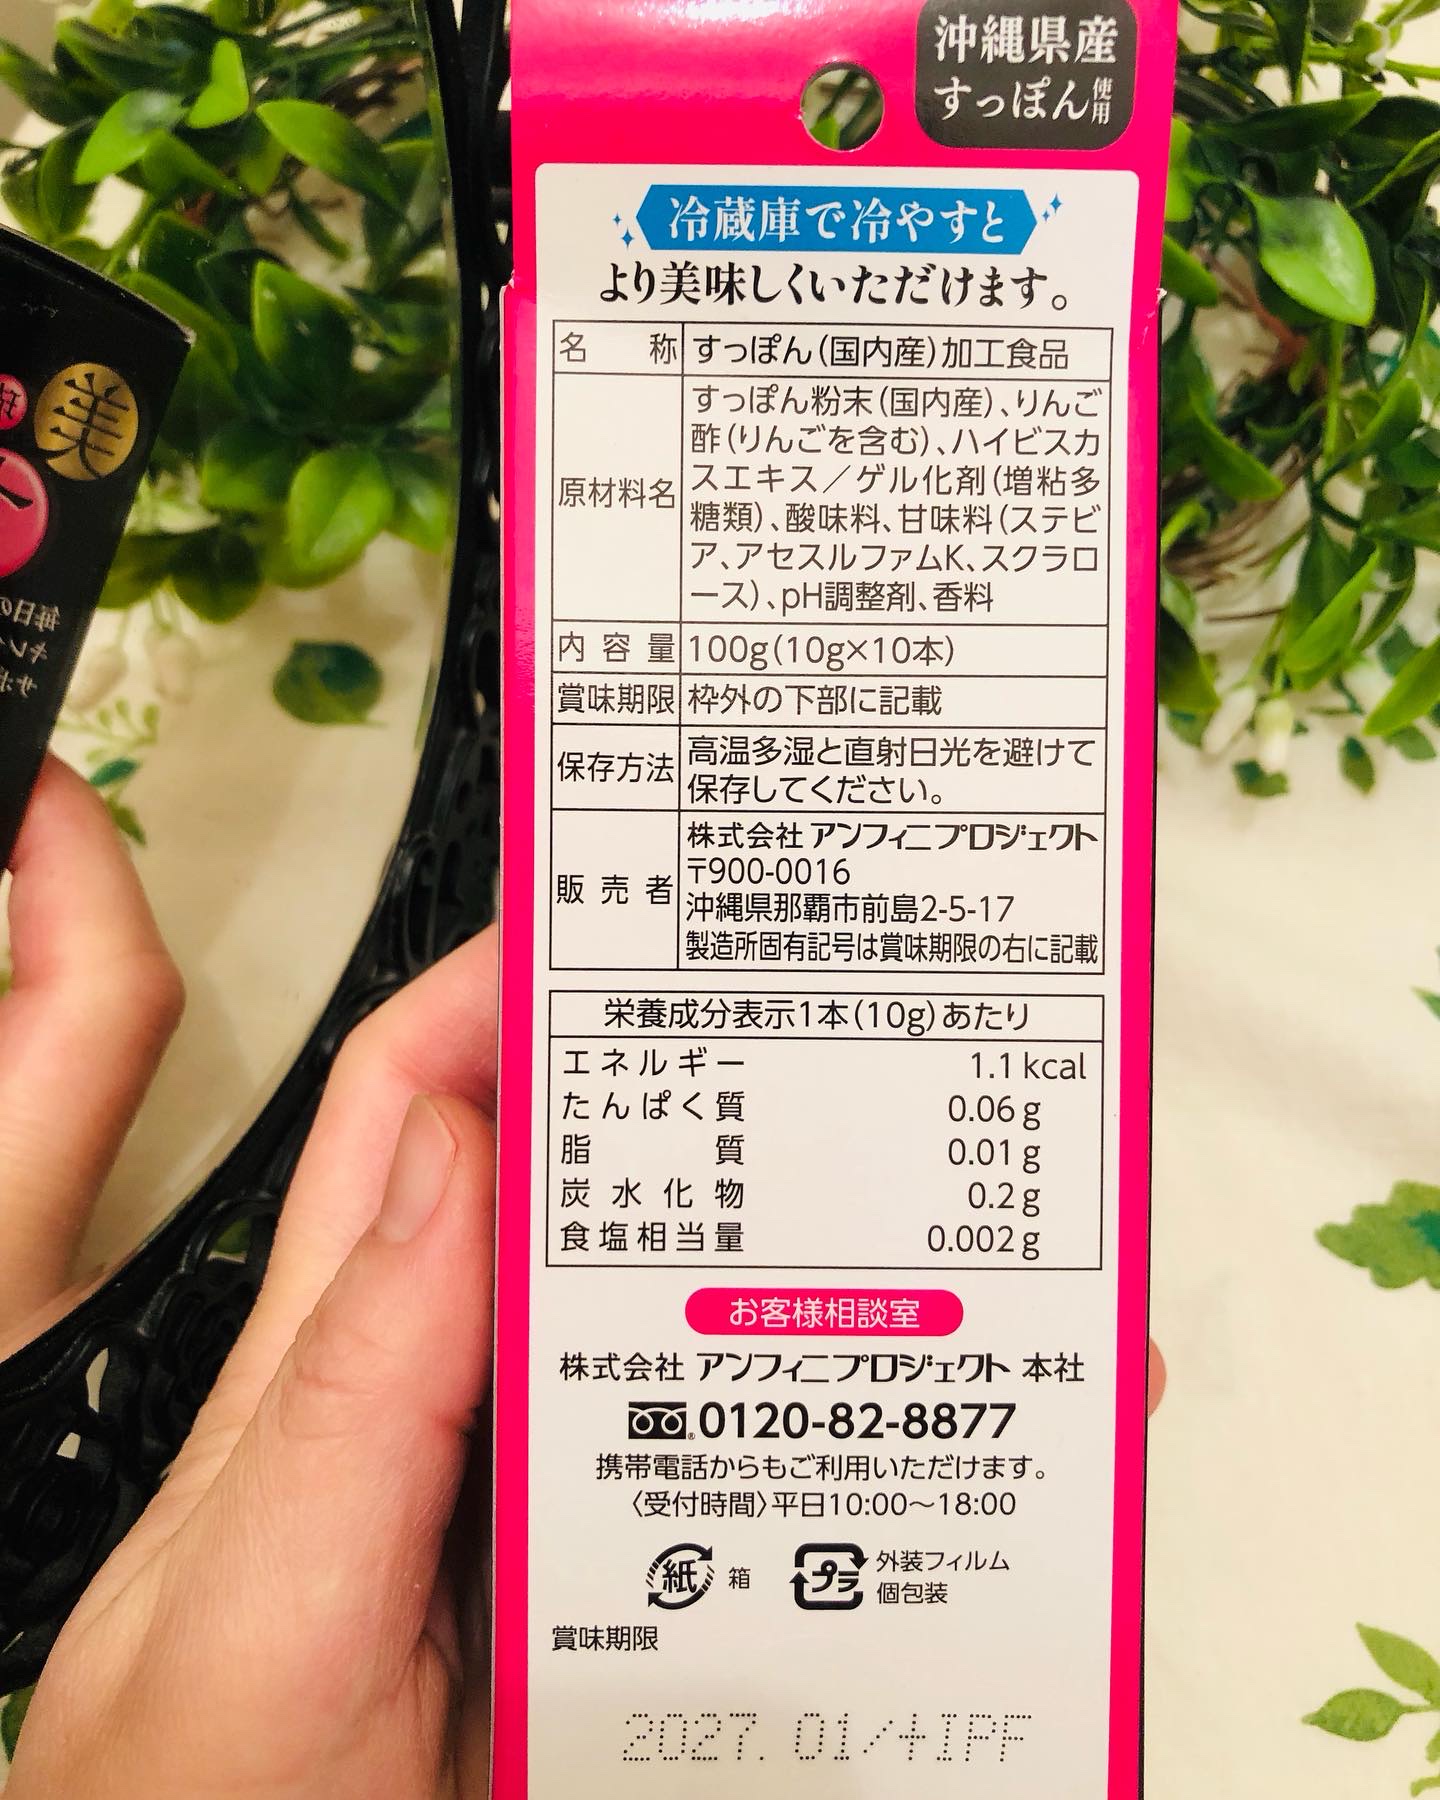 沖縄県産
すっぽん使用
冷蔵庫で冷やすと
より美味しくいただけます。
名称 すっぽん(国内産)加工食品
原材料名 すっぽん粉末(国内産)、りんご
酢(りんごを含む)、ハイビスカ
スエキス／ゲル化剤(増粘多
糖類)、酸味料、甘味料(ステビ
ア、アセスルファムK、スクラロ
ース)、pH調整剤、香料
内容量 100g(10g×10本)
賞味期限 枠外の下部に記載
保存方法 高温多湿と直射日光を避けて
保存してください。
販売者 株式会社 アンフィニプロジェクト
〒900-0016
沖縄県那覇市前島2-5-17
製造所固有記号は賞味期限の右に記載
栄養成分表示1本(10g)あたり
エネルギー 1.1kcal
たんぱく質 0.06g
脂質 0.01g
炭水化物 0.2g
食塩相当量 0.002g
お客様相談室
株式会社 アンフィニプロジェクト 本社
0120-82-8877
携帯電話からもご利用いただけます。
〈受付時間〉平日10:00〜18:00
紙 箱
プラ 外装フィルム
個包装
賞味期限
2027.01/+IPF
美
毎日の